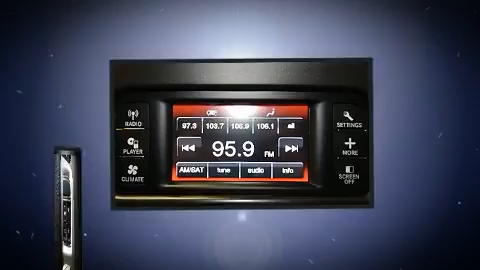 RADIO
PLAYER
CLIMATE
97.3 103.7 106.9 106.1 all
95.9 FM
AM/SAT tune audio info
SETTINGS
MORE
SCREEN OFF